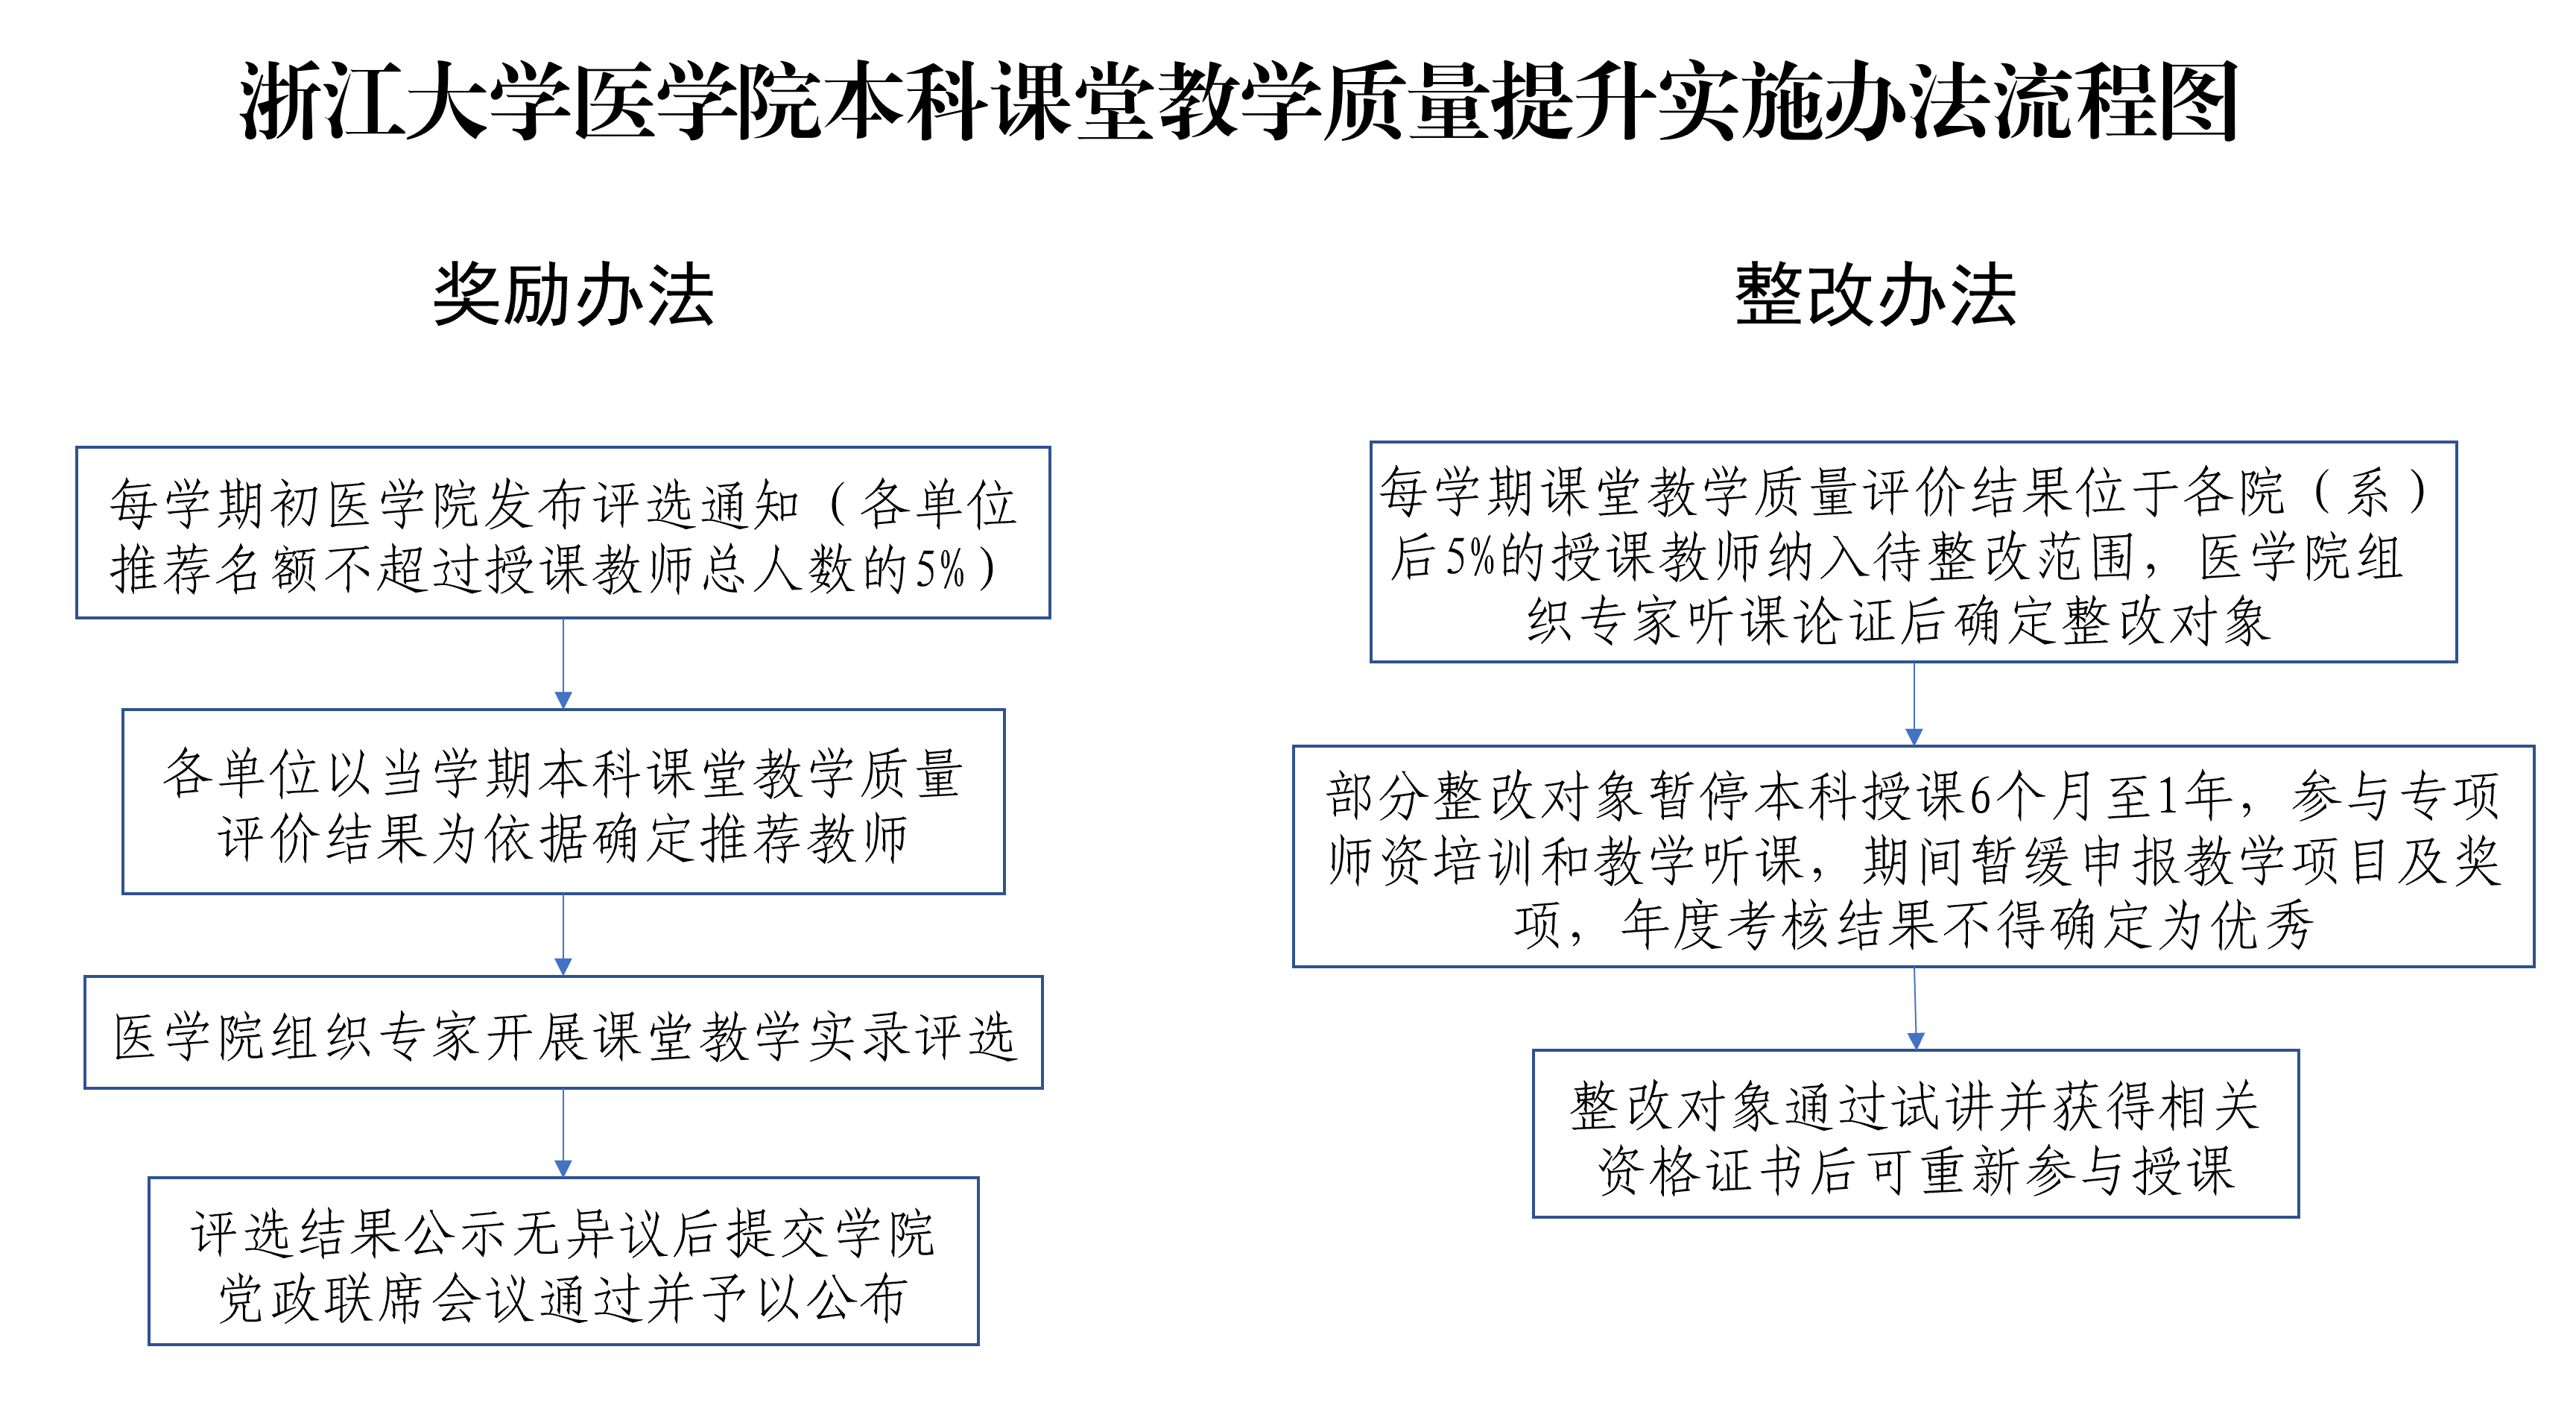 浙江大学医学院本科课堂教学质量提升实施办法流程图
奖励办法
每学期初医学院发布评选通知（各单位
推荐名额不超过授课教师总人数的5%）
各单位以当学期本科课堂教学质量
评价结果为依据确定推荐教师
医学院组织专家开展课堂教学实录评选
评选结果公示无异议后提交学院
党政联席会议通过并予以公布
整改办法
每学期课堂教学质量评价结果位于各院（系）
后5%的授课教师纳入待整改范围，医学院组
织专家听课论证后确定整改对象
部分整改对象暂停本科授课6个月至1年，参与专项
师资培训和教学听课，期间暂缓申报教学项目及奖
项，年度考核结果不得确定为优秀
整改对象通过试讲并获得相关
资格证书后可重新参与授课